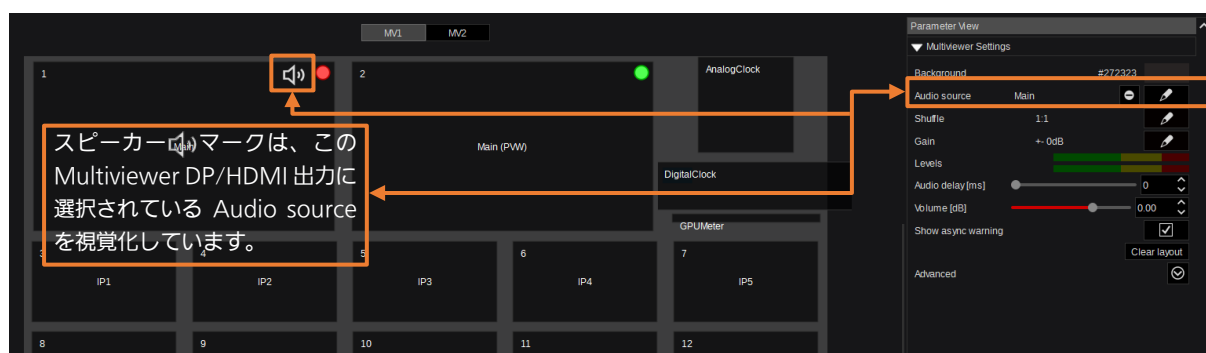 MV1 MV2
1
2
AnalogClock
Main
Main (PVW)
スピーカーマークは、この
Multiviewer DP/HDMI 出力に
選択されている Audio source
を視覚化しています。
DigitalClock
GPUMeter
3
4
5
6
7
IP1
IP2
IP3
IP4
IP5
8
9
10
11
12
Parameter View
Multiviewer Settings
Background #272323
Audio source Main
Shuffle 1:1
Gain +- 0dB
Levels
Audio delay [ms] 0
Volume [dB] 0.00
Show async warning
Clear layout
Advanced